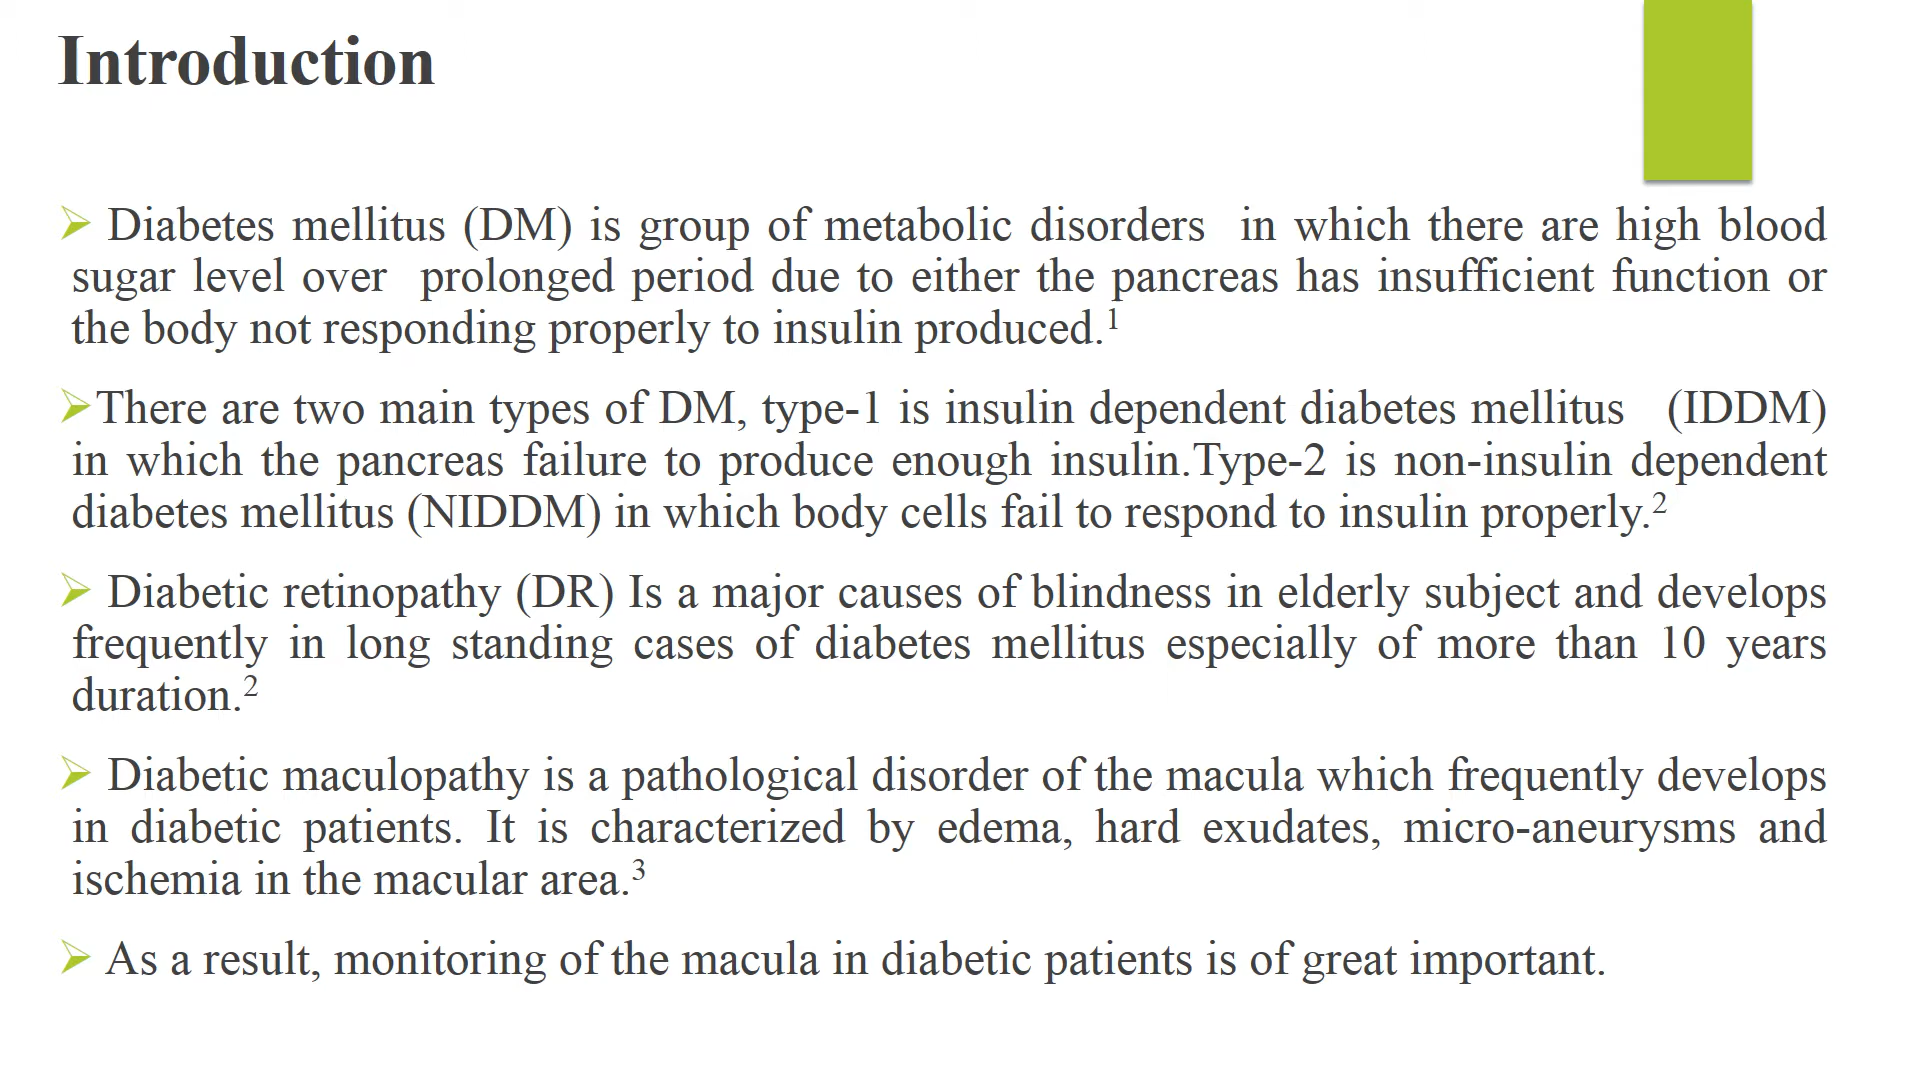 Introduction
➢ Diabetes mellitus (DM) is group of metabolic disorders  in which there are high blood
sugar level over  prolonged period due to either the pancreas has insufficient function or
the body not responding properly to insulin produced.¹
➢There are two main types of DM, type-1 is insulin dependent diabetes mellitus   (IDDM)
in which the pancreas failure to produce enough insulin.Type-2 is non-insulin dependent
diabetes mellitus (NIDDM) in which body cells fail to respond to insulin properly.²
➢ Diabetic retinopathy (DR) Is a major causes of blindness in elderly subject and develops
frequently in long standing cases of diabetes mellitus especially of more than 10 years
duration.²
➢ Diabetic maculopathy is a pathological disorder of the macula which frequently develops
in diabetic patients. It is characterized by edema, hard exudates, micro-aneurysms and
ischemia in the macular area.³
➢ As a result, monitoring of the macula in diabetic patients is of great important.